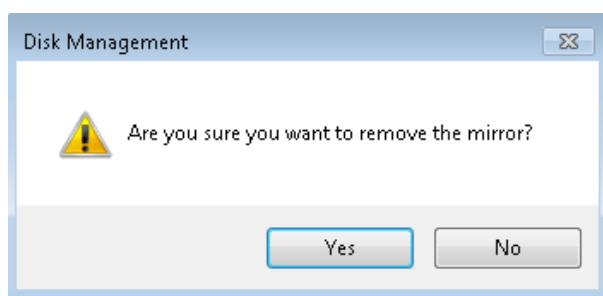 Disk Management
Are you sure you want to remove the mirror?
Yes No